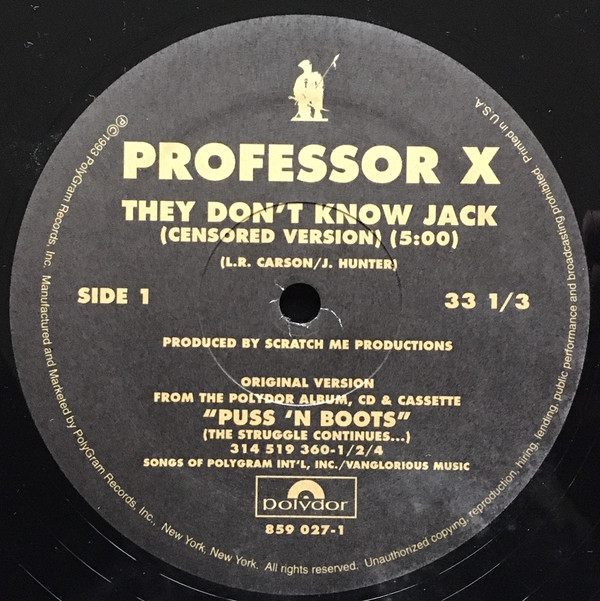 PROFESSOR X
THEY DON'T KNOW JACK
(CENSORED VERSION) (5:00)
(L.R. CARSON/J. HUNTER)
SIDE 1
33 1/3
PRODUCED BY SCRATCH ME PRODUCTIONS
ORIGINAL VERSION
FROM THE POLYDOR ALBUM, CD & CASSETTE
"PUSS 'N BOOTS"
(THE STRUGGLE CONTINUES...)
314 519 360-1/2/4
SONGS OF POLYGRAM INT'L, INC./VANGLORIOUS MUSIC
polydor
859 027-1
℗©1993 PolyGram Records, Inc. Manufactured and Marketed by PolyGram Records, Inc., New York, New York. All rights reserved. Unauthorized copying, reproduction, hiring, lending, public performance and broadcasting prohibited. Printed in U.S.A